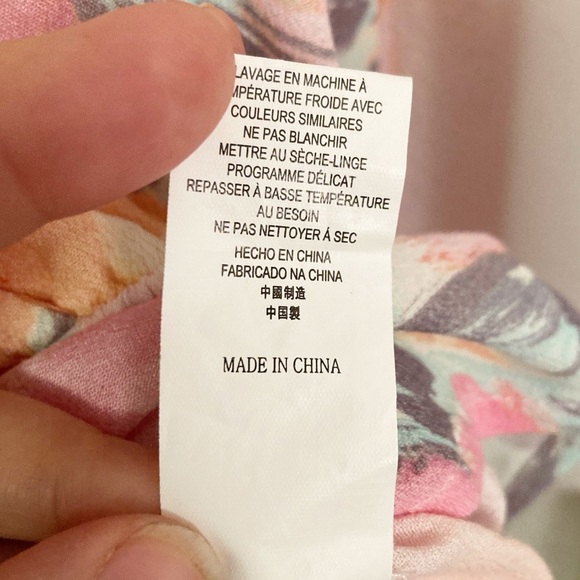 LAVAGE EN MACHINE À
MPÉRATURE FROIDE AVEC
COULEURS SIMILAIRES
NE PAS BLANCHIR
METTRE AU SÈCHE-LINGE
PROGRAMME DÉLICAT
REPASSER À BASSE TEMPÉRATURE
AU BESOIN
NE PAS NETTOYER Á SEC
HECHO EN CHINA
FABRICADO NA CHINA
中國制造
中国製
MADE IN CHINA